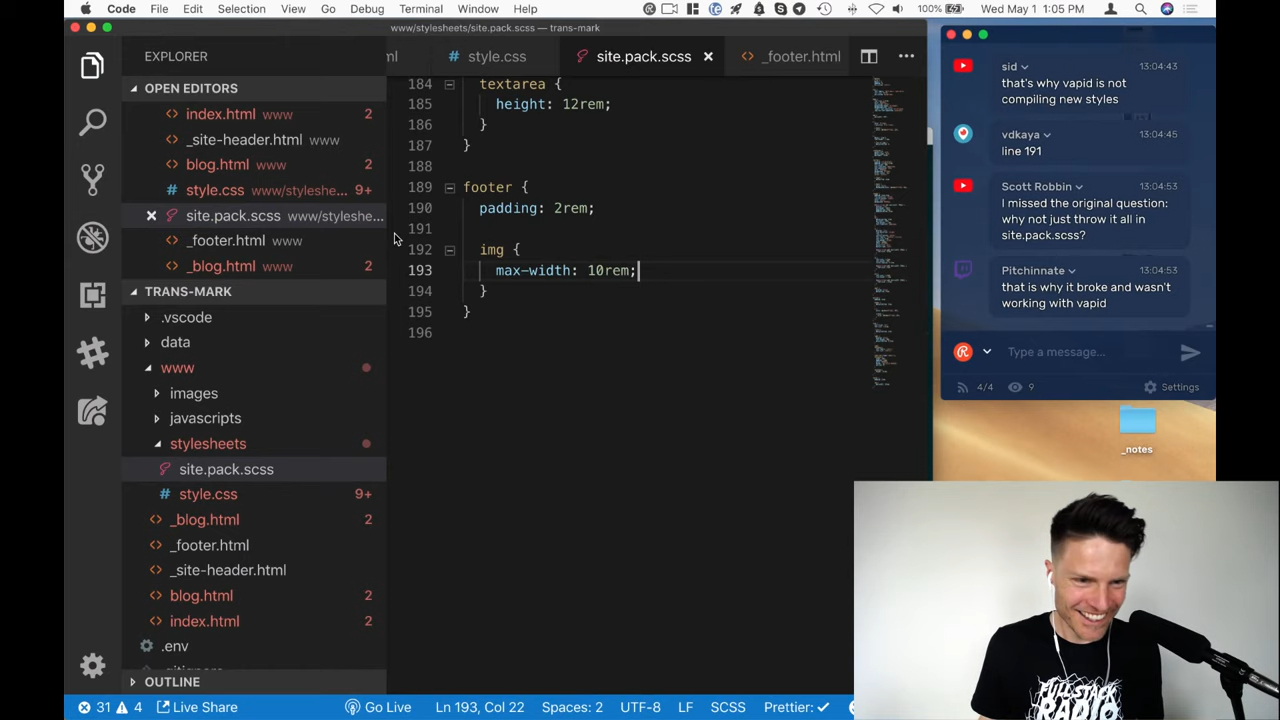 Code File Edit Selection View Go Debug Terminal Window Help 100% Wed May 1 1:05 PM
www/stylesheets/site.pack.scss — trans-mark
EXPLORER
OPEN EDITORS
index.html www 2
_site-header.html www
blog.html www 2
style.css www/styleshe... 9+
site.pack.scss www/styleshe...
_footer.html www
_blog.html www 2
TRANS-MARK
.vscode
data
www
images
javascripts
stylesheets
site.pack.scss
style.css 9+
_blog.html 2
_footer.html
_site-header.html
blog.html 2
index.html 2
.env
.gitignore
OUTLINE
ml style.css site.pack.scss _footer.html
184 textarea {
185 height: 12rem;
186 }
187 }
188
189 footer {
190 padding: 2rem;
191
192 img {
193 max-width: 10rem;
194 }
195 }
196
sid 13:04:43
that's why vapid is not
compiling new styles
vdkaya 13:04:45
line 191
Scott Robbin 13:04:53
I missed the original question:
why not just throw it all in
site.pack.scss?
Pitchinnate 13:04:53
that is why it broke and wasn't
working with vapid
Type a message...
4/4 9 Settings
_notes
FULL STACK
RADIO
31 4 Live Share Go Live Ln 193, Col 22 Spaces: 2 UTF-8 LF SCSS Prettier: ✓